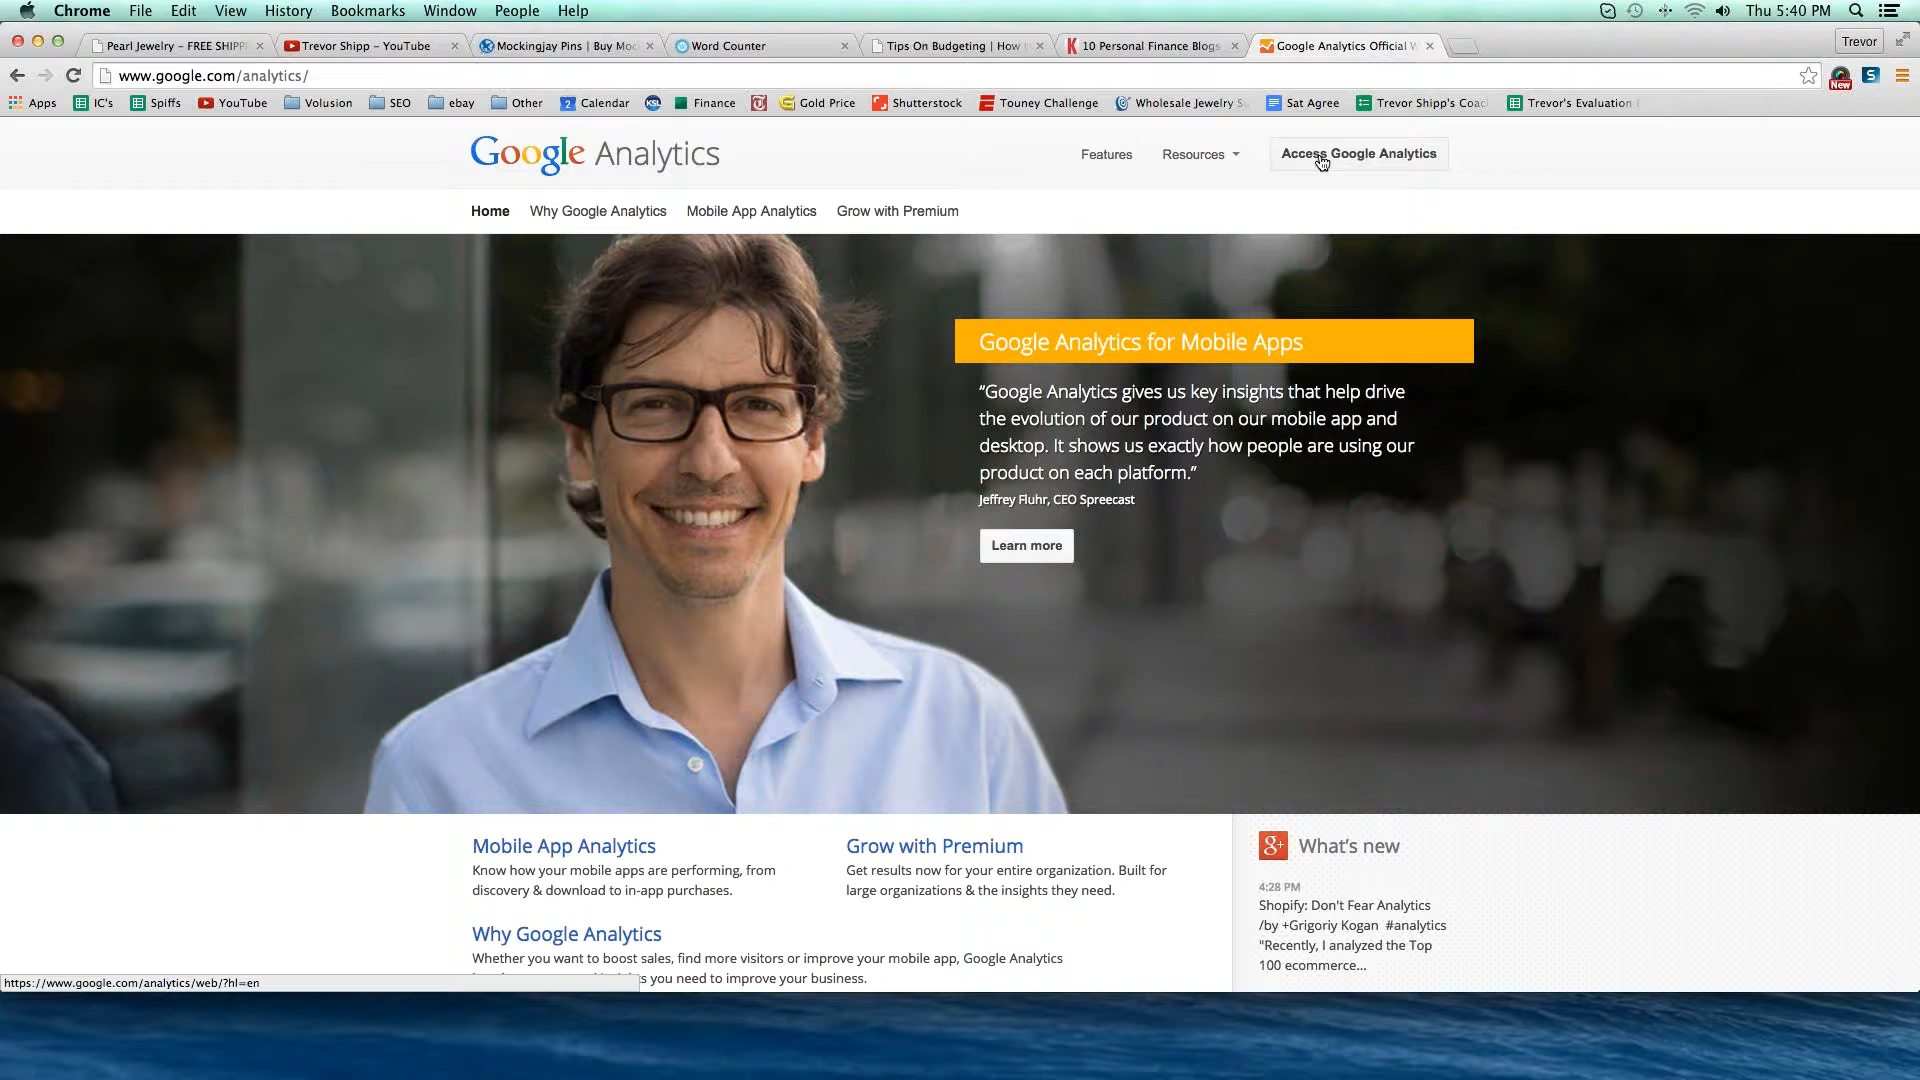 Chrome File Edit View History Bookmarks Window People Help Thu 5:40 PM
Pearl Jewelry – FREE SHIPP
Trevor Shipp – YouTube
Mockingjay Pins | Buy Moc
Word Counter
Tips On Budgeting | How
10 Personal Finance Blogs
Google Analytics Official W
Trevor
www.google.com/analytics/
New
Apps IC's Spiffs YouTube Volusion SEO ebay Other 2 Calendar KSL Finance Gold Price Shutterstock Touney Challenge Wholesale Jewelry Su Sat Agree Trevor Shipp's Coac Trevor's Evaluation
Google Analytics
Features Resources Access Google Analytics
Home Why Google Analytics Mobile App Analytics Grow with Premium
Google Analytics for Mobile Apps
“Google Analytics gives us key insights that help drive
the evolution of our product on our mobile app and
desktop. It shows us exactly how people are using our
product on each platform.”
Jeffrey Fluhr, CEO Spreecast
Learn more
Mobile App Analytics
Know how your mobile apps are performing, from
discovery & download to in-app purchases.
Grow with Premium
Get results now for your entire organization. Built for
large organizations & the insights they need.
Why Google Analytics
Whether you want to boost sales, find more visitors or improve your mobile app, Google Analytics
you need to improve your business.
g+ What's new
4:28 PM
Shopify: Don't Fear Analytics
/by +Grigoriy Kogan #analytics
"Recently, I analyzed the Top
100 ecommerce...
https://www.google.com/analytics/web/?hl=en